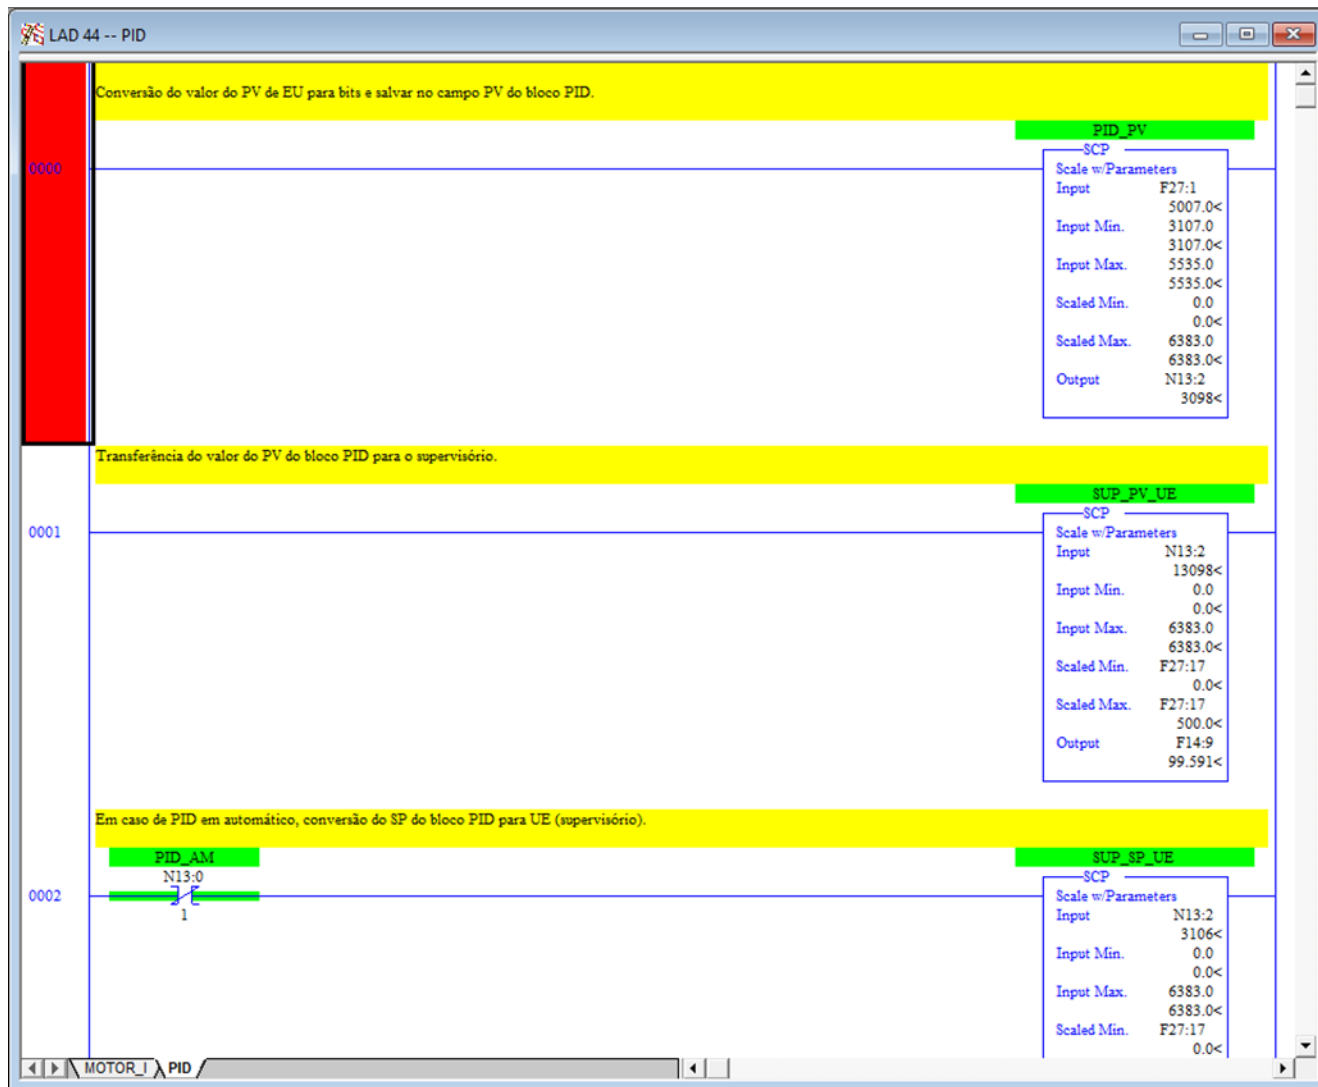 LAD 44 -- PID
Conversão do valor do PV de EU para bits e salvar no campo PV do bloco PID.
PID_PV
SCP
0000
Scale w/Parameters
Input F27:1
5007.0<
Input Min. 3107.0
3107.0<
Input Max. 5535.0
5535.0<
Scaled Min. 0.0
0.0<
Scaled Max. 6383.0
6383.0<
Output N13:2
3098<
Transferência do valor do PV do bloco PID para o supervisório.
SUP_PV_UE
SCP
0001
Scale w/Parameters
Input N13:2
13098<
Input Min. 0.0
0.0<
Input Max. 6383.0
6383.0<
Scaled Min. F27:17
0.0<
Scaled Max. F27:17
500.0<
Output F14:9
99.591<
Em caso de PID em automático, conversão do SP do bloco PID para UE (supervisório).
PID_AM
SUP_SP_UE
N13:0
SCP
0002
Scale w/Parameters
1
Input N13:2
3106<
Input Min. 0.0
0.0<
Input Max. 6383.0
6383.0<
Scaled Min. F27:17
0.0<
MOTOR_I
PID